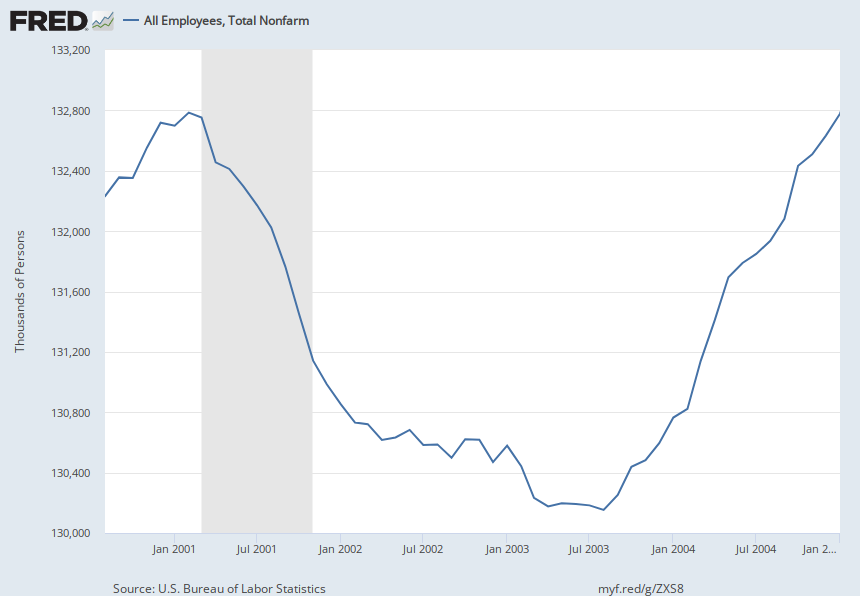 FRED
All Employees, Total Nonfarm
133,200
132,800
132,400
132,000
131,600
131,200
130,800
130,400
130,000
Thousands of Persons
Jan 2001 Jul 2001 Jan 2002 Jul 2002 Jan 2003 Jul 2003 Jan 2004 Jul 2004 Jan 2...
Source: U.S. Bureau of Labor Statistics
myf.red/g/ZXS8